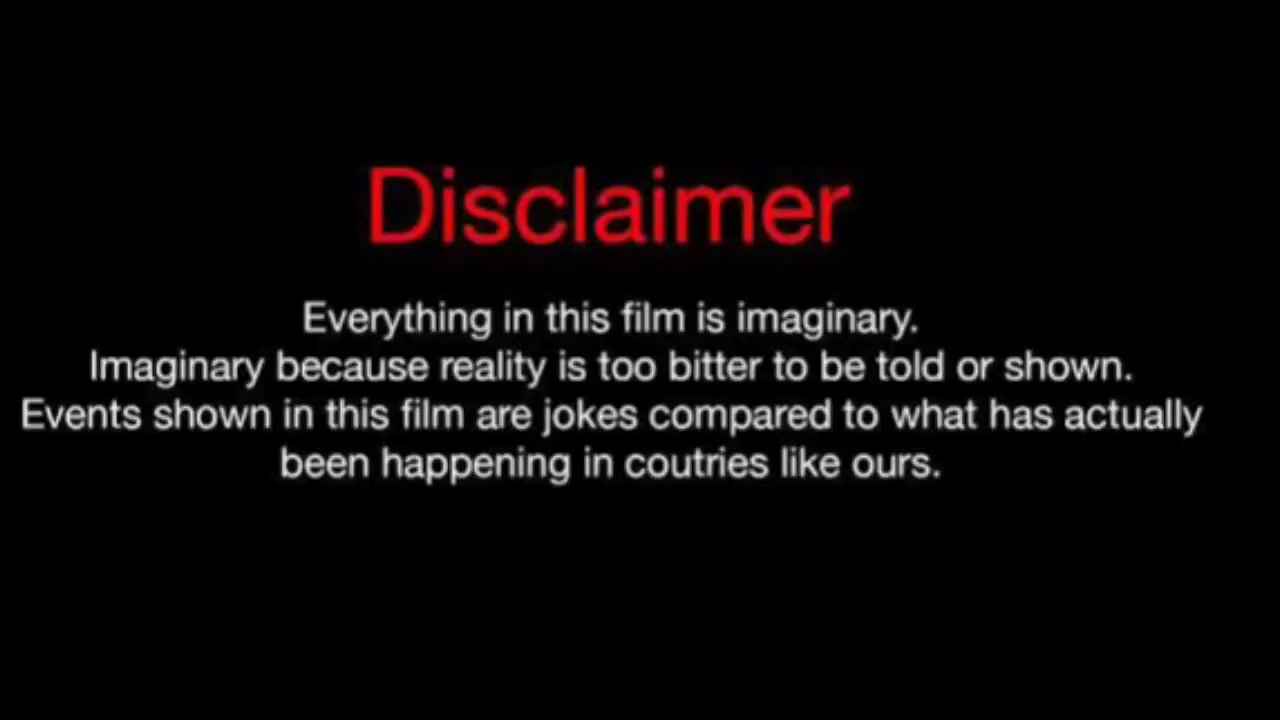 Disclaimer
Everything in this film is imaginary.
Imaginary because reality is too bitter to be told or shown.
Events shown in this film are jokes compared to what has actually
been happening in coutries like ours.